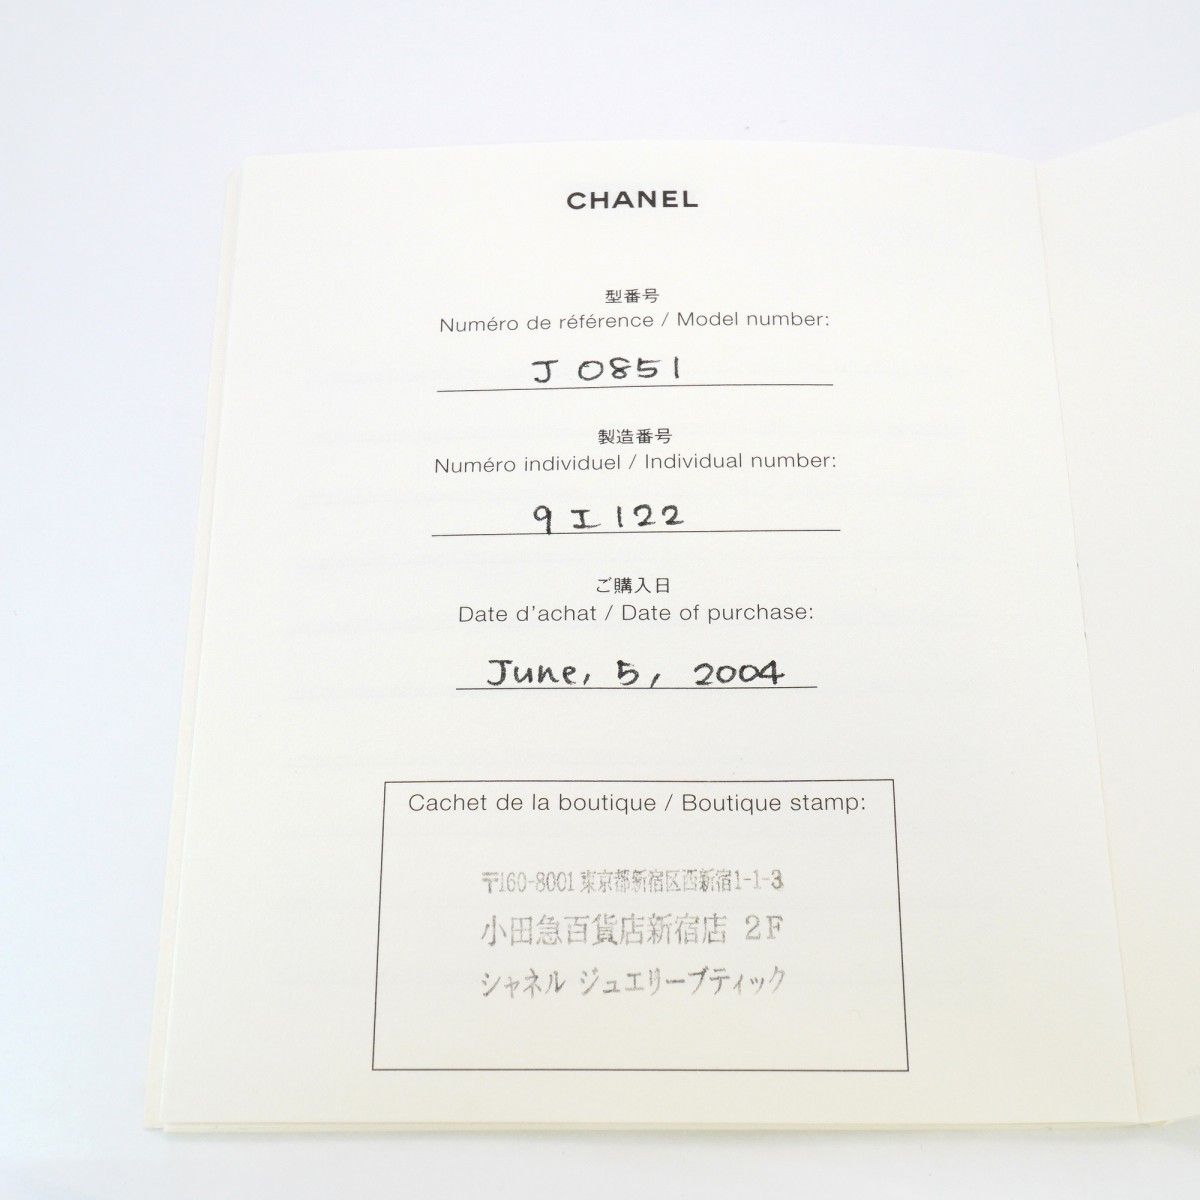 CHANEL
型番号
Numéro de référence / Model number:
J 0851
製造番号
Numéro individuel / Individual number:
9I122
ご購入日
Date d'achat / Date of purchase:
June, 5, 2004
Cachet de la boutique / Boutique stamp:
〒160-8001 東京都新宿区西新宿1-1-3
小田急百貨店新宿店 2F
シャネル ジュエリーブティック